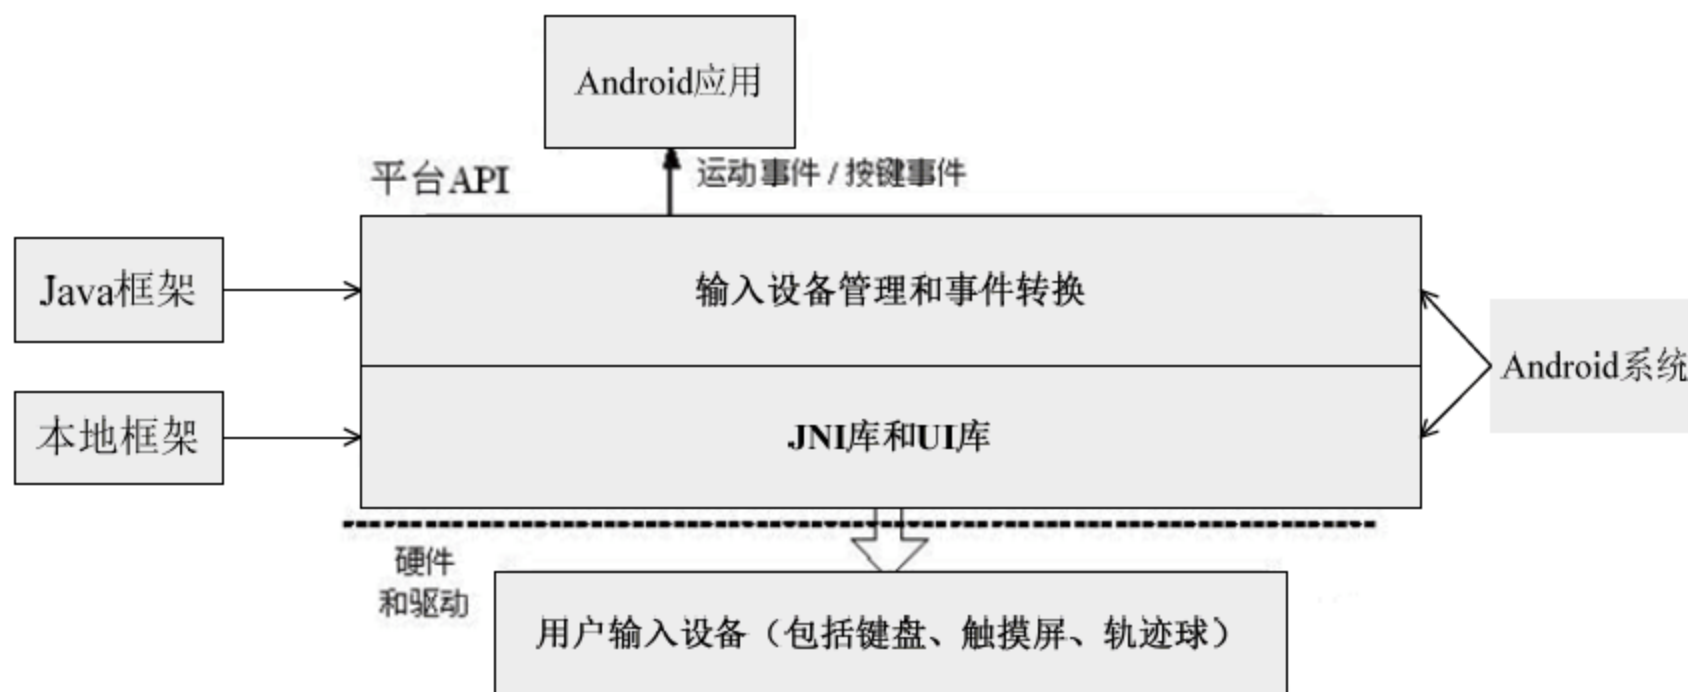 Android应用
平台API
运动事件 / 按键事件
Java框架
输入设备管理和事件转换
Android系统
本地框架
JNI库和UI库
硬件
和驱动
用户输入设备（包括键盘、触摸屏、轨迹球）